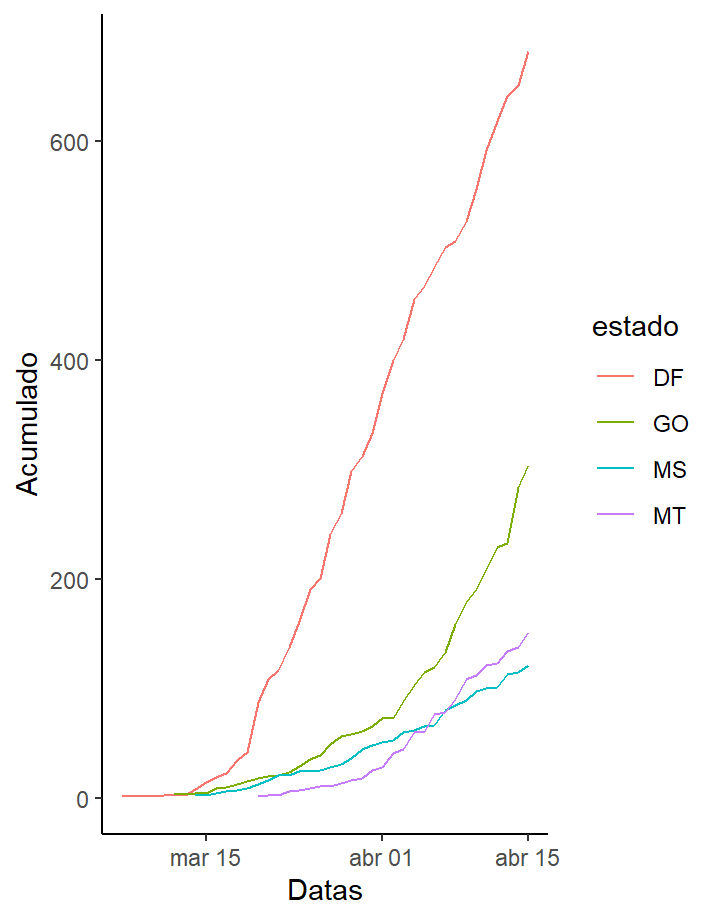 600
400
200
0
Acumulado
mar 15
abr 01
abr 15
Datas
estado
DF
GO
MS
MT